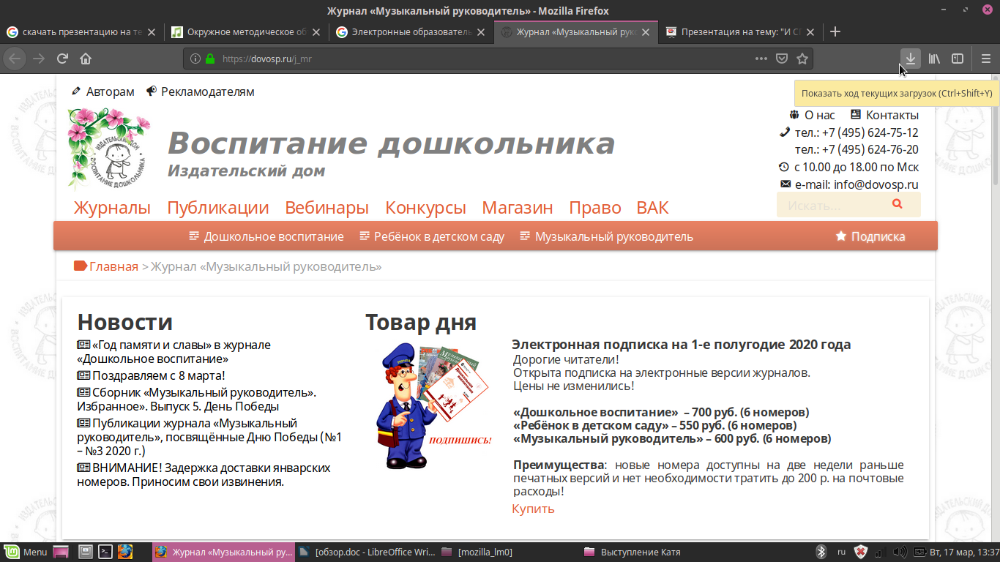 Журнал «Музыкальный руководитель» - Mozilla Firefox
скачать презентацию на те
Окружное методическое об
Электронные образователь
Журнал «Музыкальный рук
Презентация на тему: "И СП
https://dovosp.ru/j_mr
Показать ход текущих загрузок (Ctrl+Shift+Y)
Авторам Рекламодателям
О нас Контакты
тел.: +7 (495) 624-75-12
тел.: +7 (495) 624-76-20
с 10.00 до 18.00 по Мск
e-mail: info@dovosp.ru
Искать...
ИЗДАТЕЛЬСКИЙ ДОМ
ВОСПИТАНИЕ ДОШКОЛЬНИКА
Воспитание дошкольника
Издательский дом
Журналы Публикации Вебинары Конкурсы Магазин Право ВАК
Дошкольное воспитание Ребёнок в детском саду Музыкальный руководитель Подписка
Главная > Журнал «Музыкальный руководитель»
Новости
«Год памяти и славы» в журнале
«Дошкольное воспитание»
Поздравляем с 8 марта!
Сборник «Музыкальный руководитель».
Избранное». Выпуск 5. День Победы
Публикации журнала «Музыкальный
руководитель», посвящённые Дню Победы (№1
– №3 2020 г.)
ВНИМАНИЕ! Задержка доставки январских
номеров. Приносим свои извинения.
Товар дня
ПОЧТА
ПОДПИШИСЬ!
Электронная подписка на 1-е полугодие 2020 года
Дорогие читатели!
Открыта подписка на электронные версии журналов.
Цены не изменились!
«Дошкольное воспитание» – 700 руб. (6 номеров)
«Ребёнок в детском саду» – 550 руб. (6 номеров)
«Музыкальный руководитель» – 600 руб. (6 номеров)
Преимущества: новые номера доступны на две недели раньше
печатных версий и нет необходимости тратить до 200 р. на почтовые
расходы!
Купить
Menu
Журнал «Музыкальный ру...
[обзор.doc - LibreOffice Wri...
[mozilla_lm0]
Выступление Катя
ru
Вт, 17 мар, 13:37